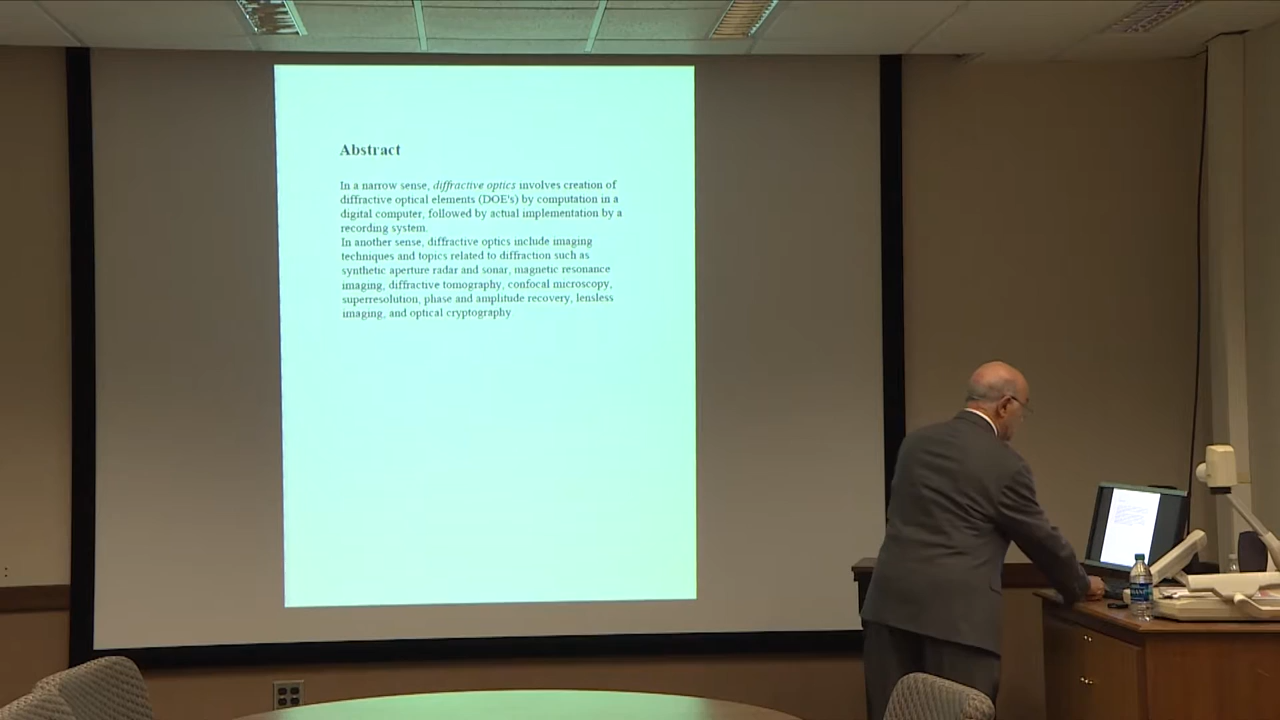 Abstract
In a narrow sense, diffractive optics involves creation of
diffractive optical elements (DOE's) by computation in a
digital computer, followed by actual implementation by a
recording system.
In another sense, diffractive optics include imaging
techniques and topics related to diffraction such as
synthetic aperture radar and sonar, magnetic resonance
imaging, diffractive tomography, confocal microscopy,
superresolution, phase and amplitude recovery, lensless
imaging, and optical cryptography